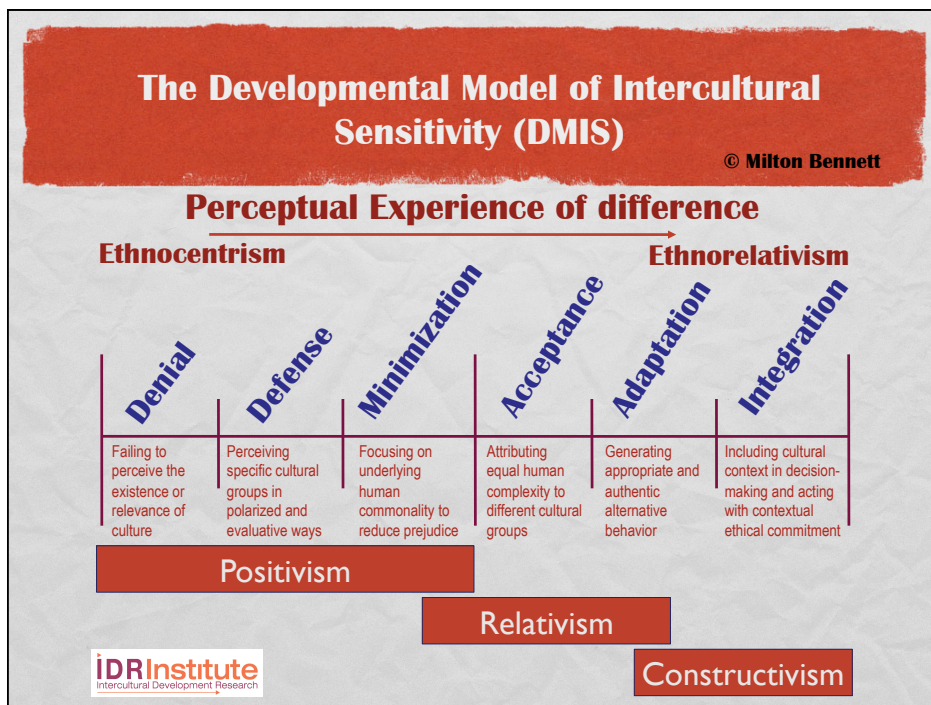 The Developmental Model of Intercultural
Sensitivity (DMIS)
© Milton Bennett
Perceptual Experience of difference
Ethnocentrism
Ethnorelativism
Denial
Defense
Minimization
Acceptance
Adaptation
Integration
Failing to
perceive the
existence or
relevance of
culture
Perceiving
specific cultural
groups in
polarized and
evaluative ways
Focusing on
underlying
human
commonality to
reduce prejudice
Attributing
equal human
complexity to
different cultural
groups
Generating
appropriate and
authentic
alternative
behavior
Including cultural
context in decision-
making and acting
with contextual
ethical commitment
Positivism
Relativism
Constructivism
IDRInstitute
Intercultural Development Research